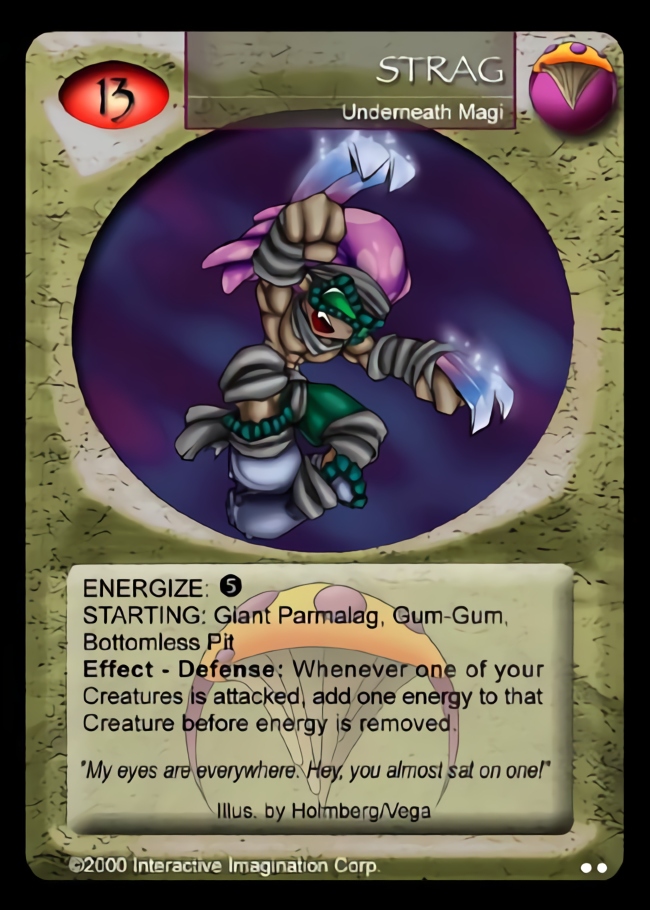 13
STRAG
Underneath Magi
ENERGIZE: 5
STARTING: Giant Parmalag, Gum-Gum,
Bottomless Pit
Effect - Defense: Whenever one of your
Creatures is attacked, add one energy to that
Creature before energy is removed.
"My eyes are everywhere. Hey, you almost sat on one!"
Illus. by Holmberg/Vega
©2000 Interactive Imagination Corp.